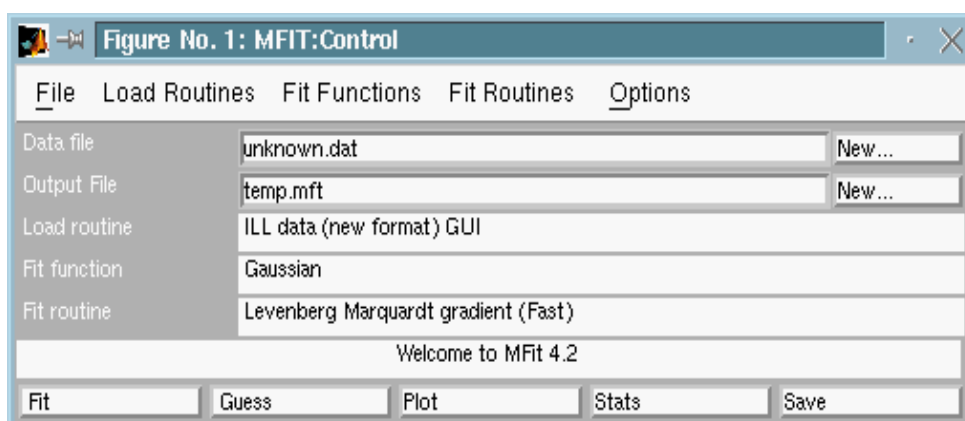 Figure No. 1: MFIT:Control
File Load Routines Fit Functions Fit Routines Options
Data file unknown.dat New...
Output File temp.mft New...
Load routine ILL data (new format) GUI
Fit function Gaussian
Fit routine Levenberg Marquardt gradient (Fast)
Welcome to MFit 4.2
Fit Guess Plot Stats Save